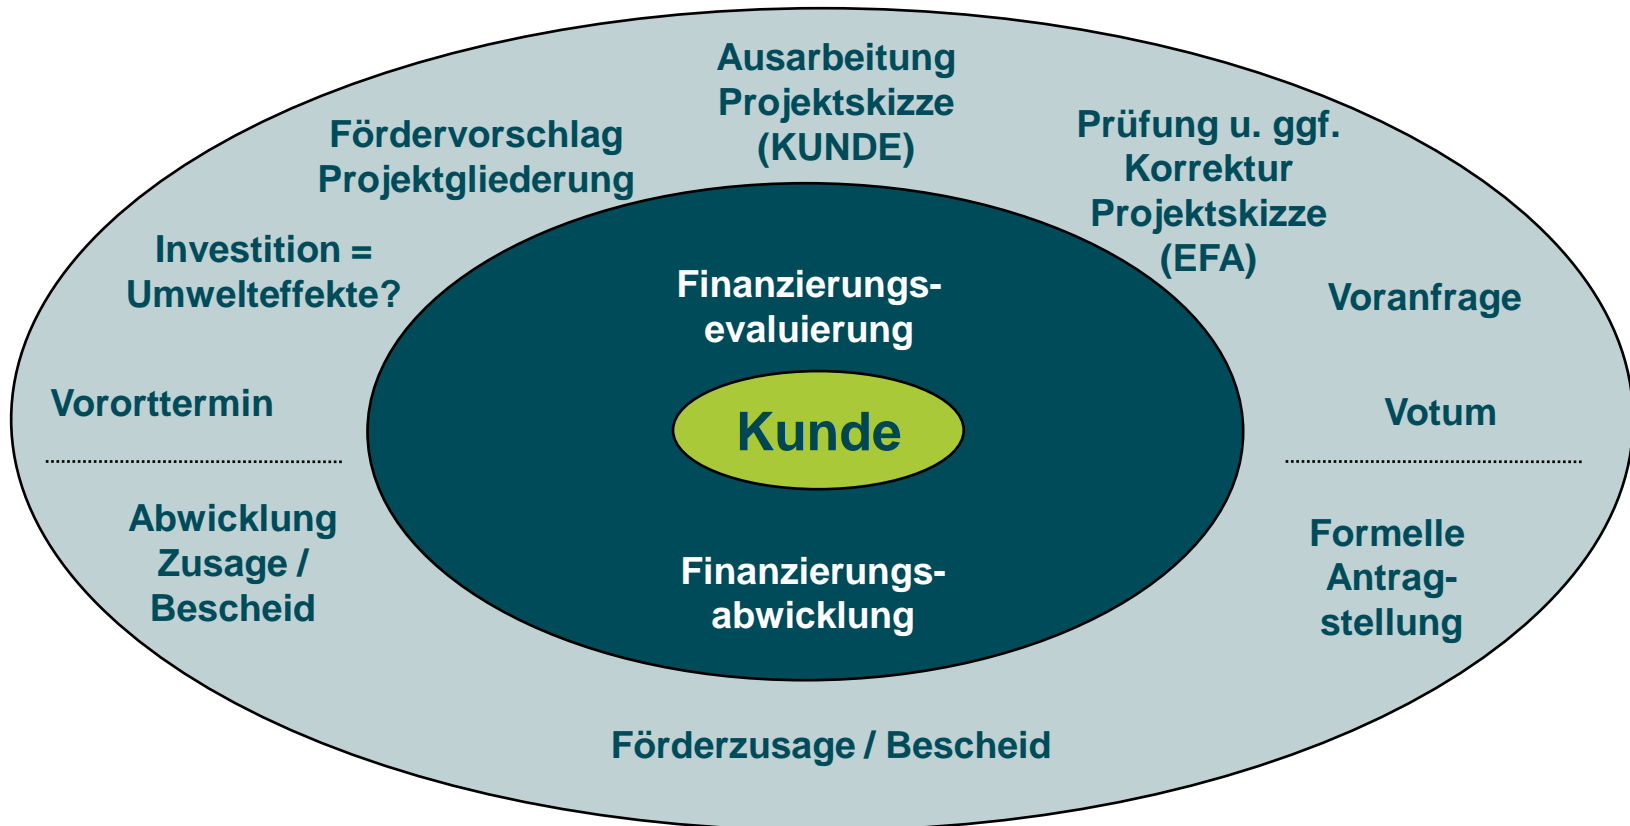 Ausarbeitung
Projektskizze
(KUNDE)
Fördervorschlag
Projektgliederung
Prüfung u. ggf.
Korrektur
Projektskizze
(EFA)
Investition =
Umwelteffekte?
Voranfrage
Vororttermin
Votum
Finanzierungs-
evaluierung
Kunde
Finanzierungs-
abwicklung
Abwicklung
Zusage /
Bescheid
Formelle
Antrag-
stellung
Förderzusage / Bescheid